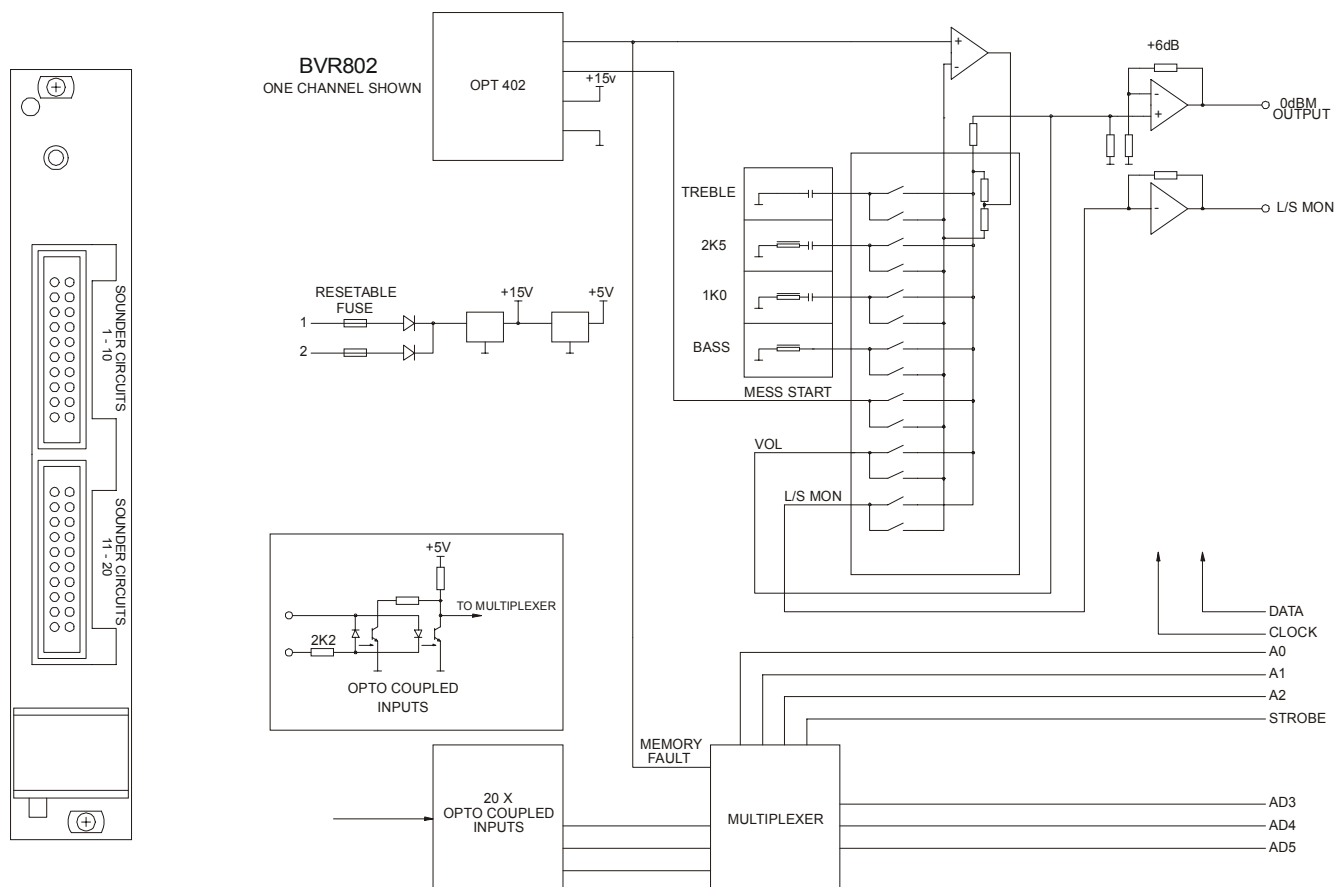 BVR802
ONE CHANNEL SHOWN
OPT 402
+15v
+6dB
0dBM
OUTPUT
L/S MON
TREBLE
2K5
1K0
BASS
MESS START
VOL
L/S MON
SOUNDER CIRCUITS
1 - 10
SOUNDER CIRCUITS
11 - 20
RESETABLE
FUSE
1
2
+15V
+5V
+5V
TO MULTIPLEXER
2K2
OPTO COUPLED
INPUTS
DATA
CLOCK
A0
A1
A2
STROBE
MEMORY
FAULT
20 X
OPTO COUPLED
INPUTS
MULTIPLEXER
AD3
AD4
AD5
+
-
-
+
-